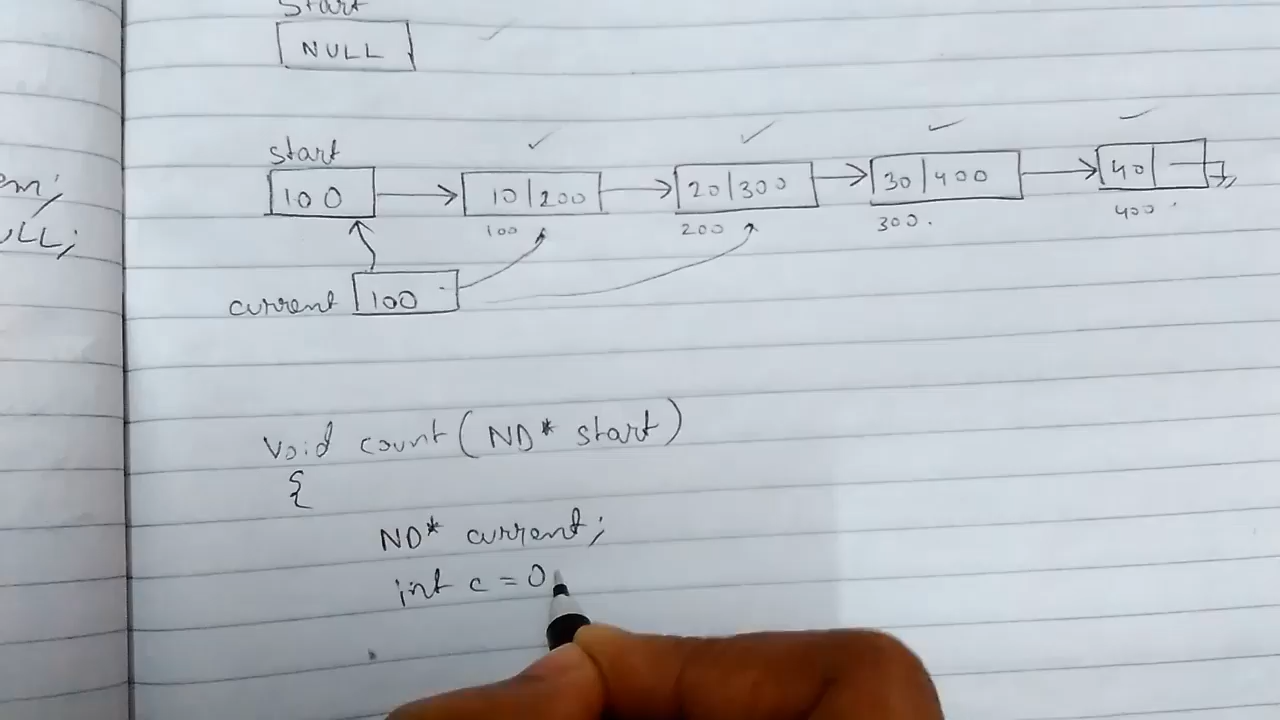 start
NULL
start
100
10|200
20|300
30|400
40|
100
200
300.
400
current 100
ULL;
void count(ND* start)
{
ND* current;
int c = 0